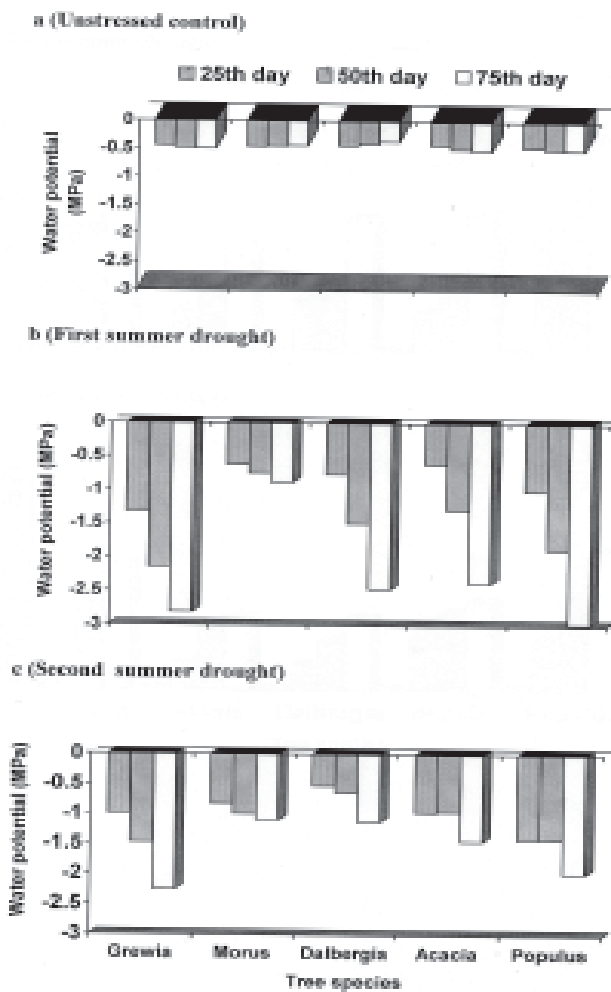 a (Unstressed control)
25th day 50th day 75th day
Water potential
(MPa)
0
-0.5
-1
-1.5
-2
-2.5
-3
b (First summer drought)
Water potential (MPa)
0
-0.5
-1
-1.5
-2
-2.5
-3
c (Second summer drought)
Water potential (MPa)
0
-0.5
-1
-1.5
-2
-2.5
-3
Grewia Morus Dalbergia Acacia Populus
Tree species